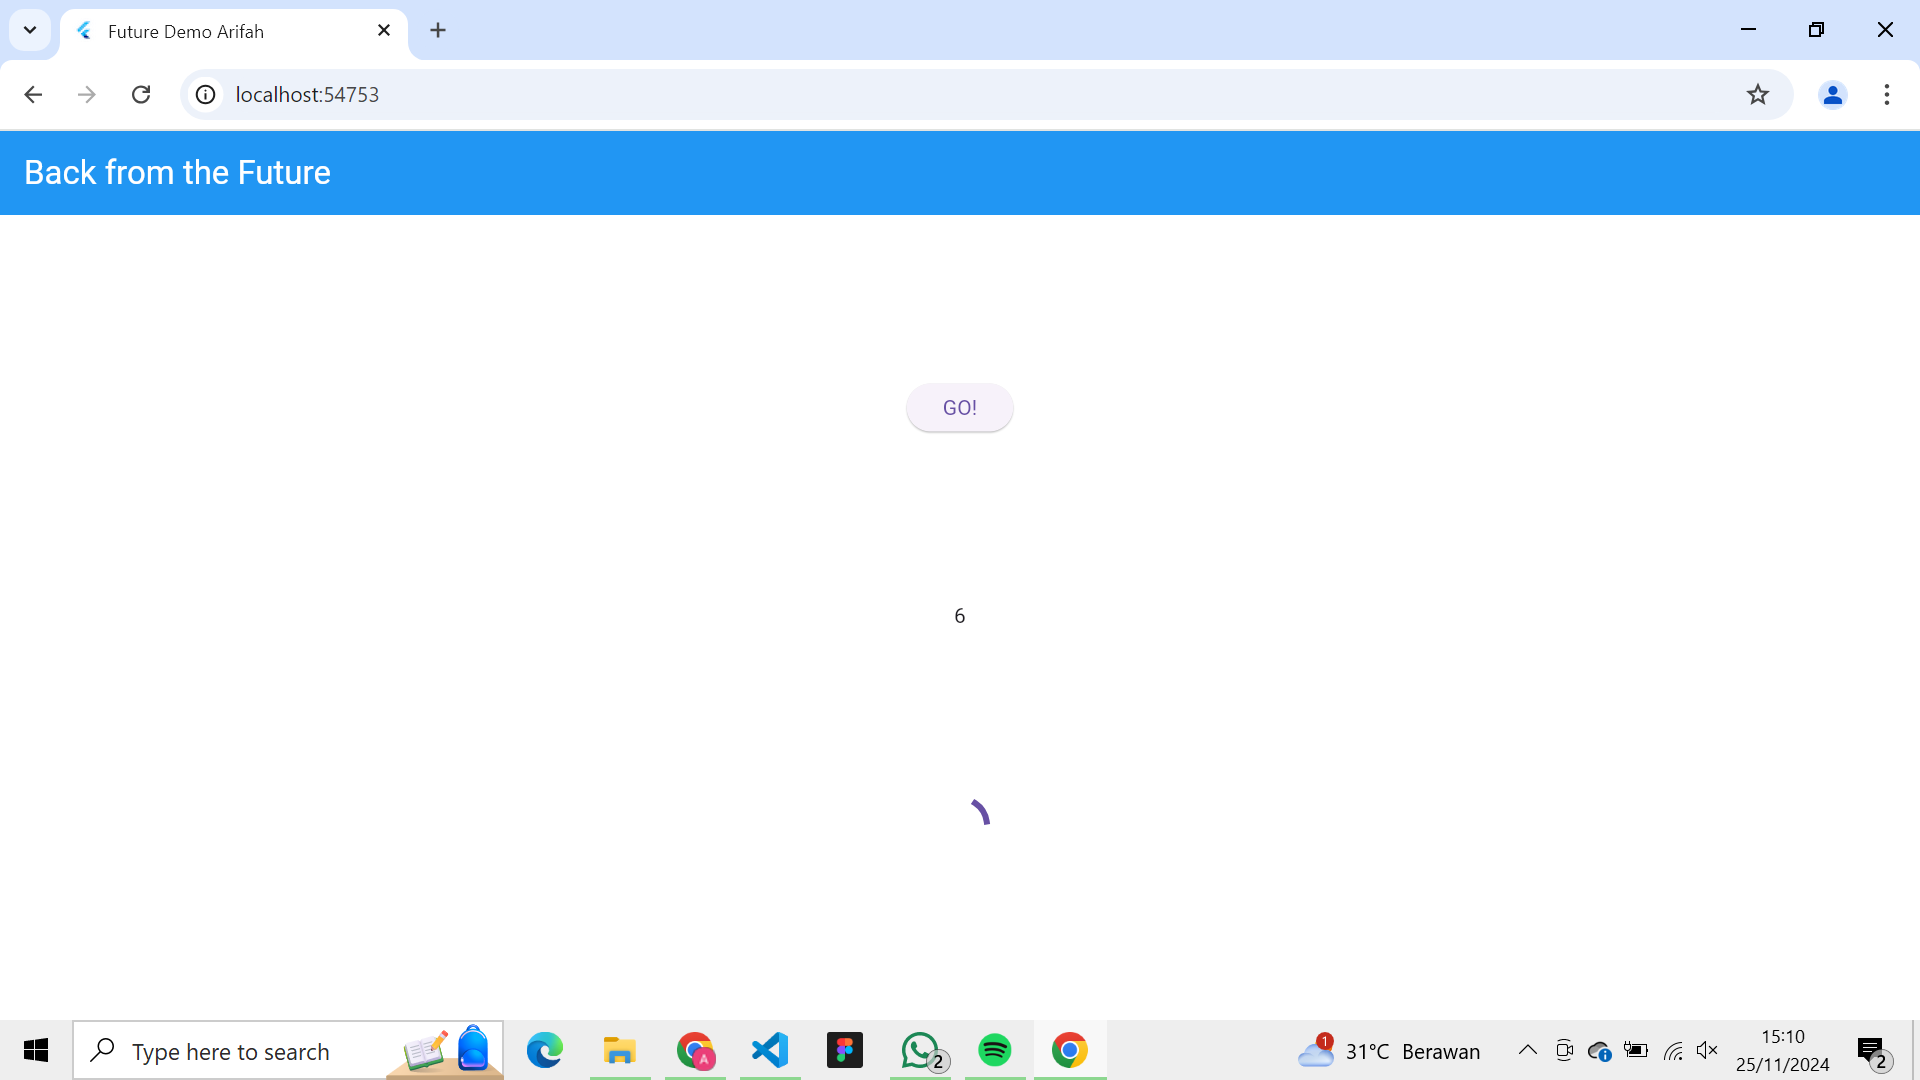 Future Demo Arifah
localhost:54753
Back from the Future
GO!
6
Type here to search
A
2
1
31°C Berawan
15:10
25/11/2024
2